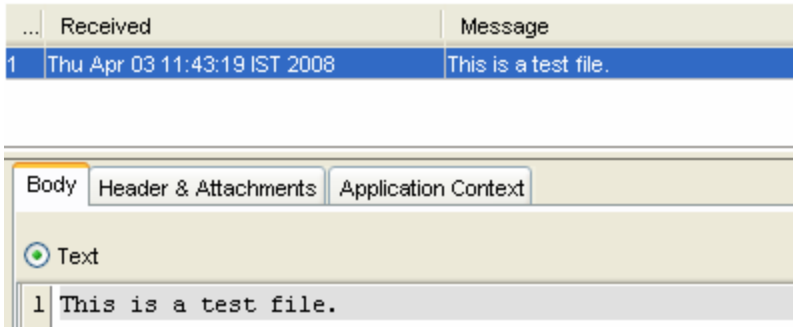 ... Received Message
1 Thu Apr 03 11:43:19 IST 2008 This is a test file.
Body Header & Attachments Application Context
Text
1 This is a test file.